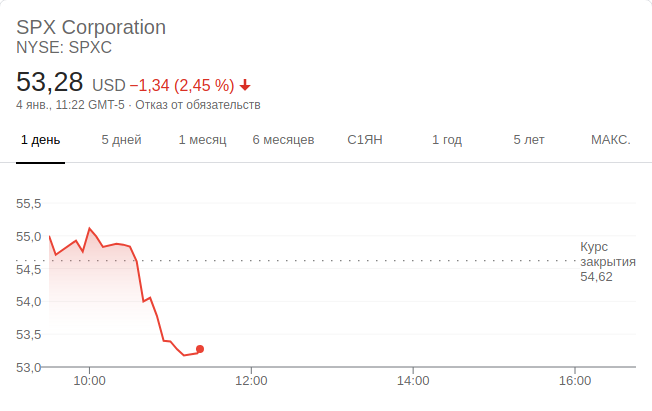 SPX Corporation
NYSE: SPXC
53,28 USD −1,34 (2,45 %)
4 янв., 11:22 GMT-5 · Отказ от обязательств
1 день 5 дней 1 месяц 6 месяцев С1ЯН 1 год 5 лет МАКС.
55,5
55,0
54,5
54,0
53,5
53,0
Курс
закрытия
54,62
10:00 12:00 14:00 16:00